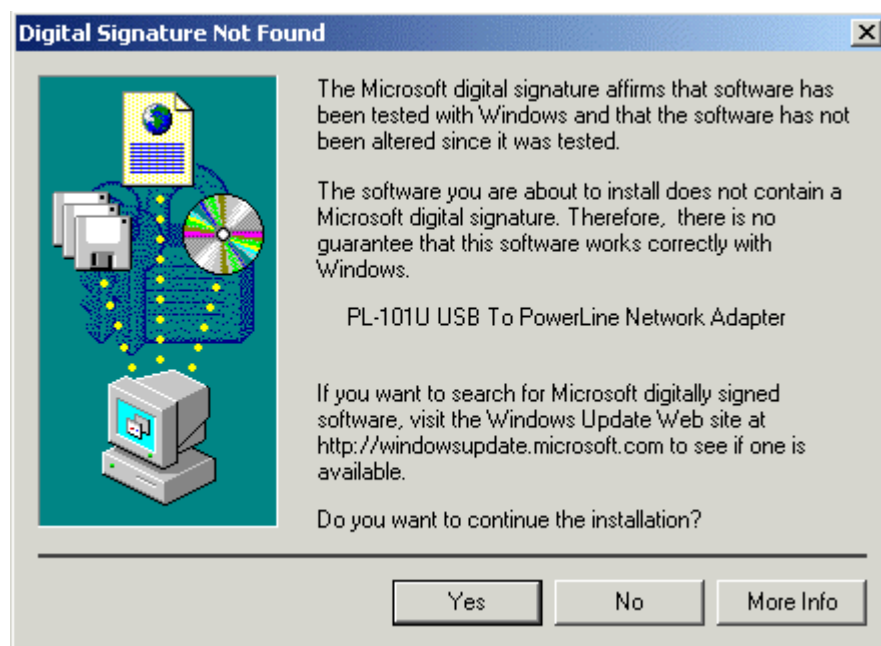 Digital Signature Not Found
The Microsoft digital signature affirms that software has
been tested with Windows and that the software has not
been altered since it was tested.
The software you are about to install does not contain a
Microsoft digital signature. Therefore,  there is no
guarantee that this software works correctly with
Windows.
PL-101U USB To PowerLine Network Adapter
If you want to search for Microsoft digitally signed
software, visit the Windows Update Web site at
http://windowsupdate.microsoft.com to see if one is
available.
Do you want to continue the installation?
Yes No More Info